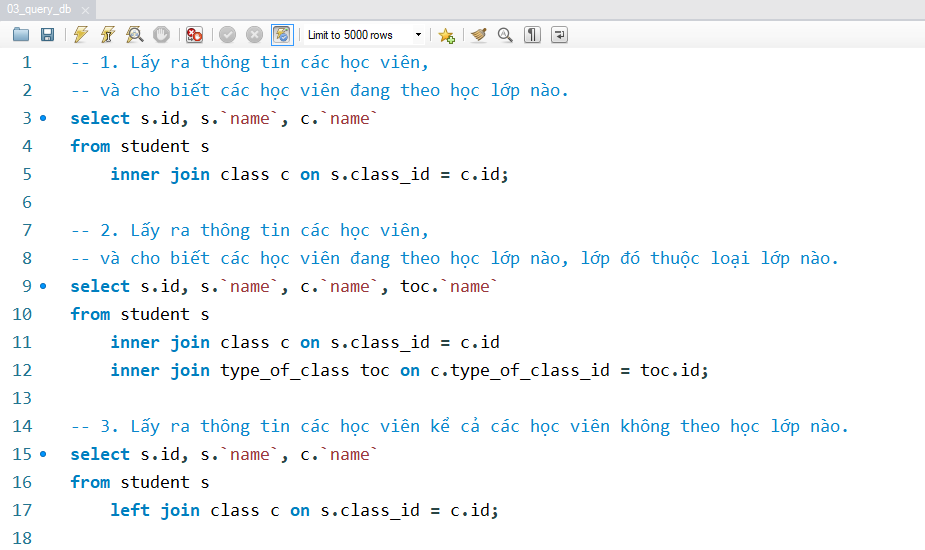 03_query_db
Limit to 5000 rows
1 -- 1. Lấy ra thông tin các học viên,
2 -- và cho biết các học viên đang theo học lớp nào.
3 select s.id, s.`name`, c.`name`
4 from student s
5 inner join class c on s.class_id = c.id;
6
7 -- 2. Lấy ra thông tin các học viên,
8 -- và cho biết các học viên đang theo học lớp nào, lớp đó thuộc loại lớp nào.
9 select s.id, s.`name`, c.`name`, toc.`name`
10 from student s
11 inner join class c on s.class_id = c.id
12 inner join type_of_class toc on c.type_of_class_id = toc.id;
13
14 -- 3. Lấy ra thông tin các học viên kể cả các học viên không theo học lớp nào.
15 select s.id, s.`name`, c.`name`
16 from student s
17 left join class c on s.class_id = c.id;
18